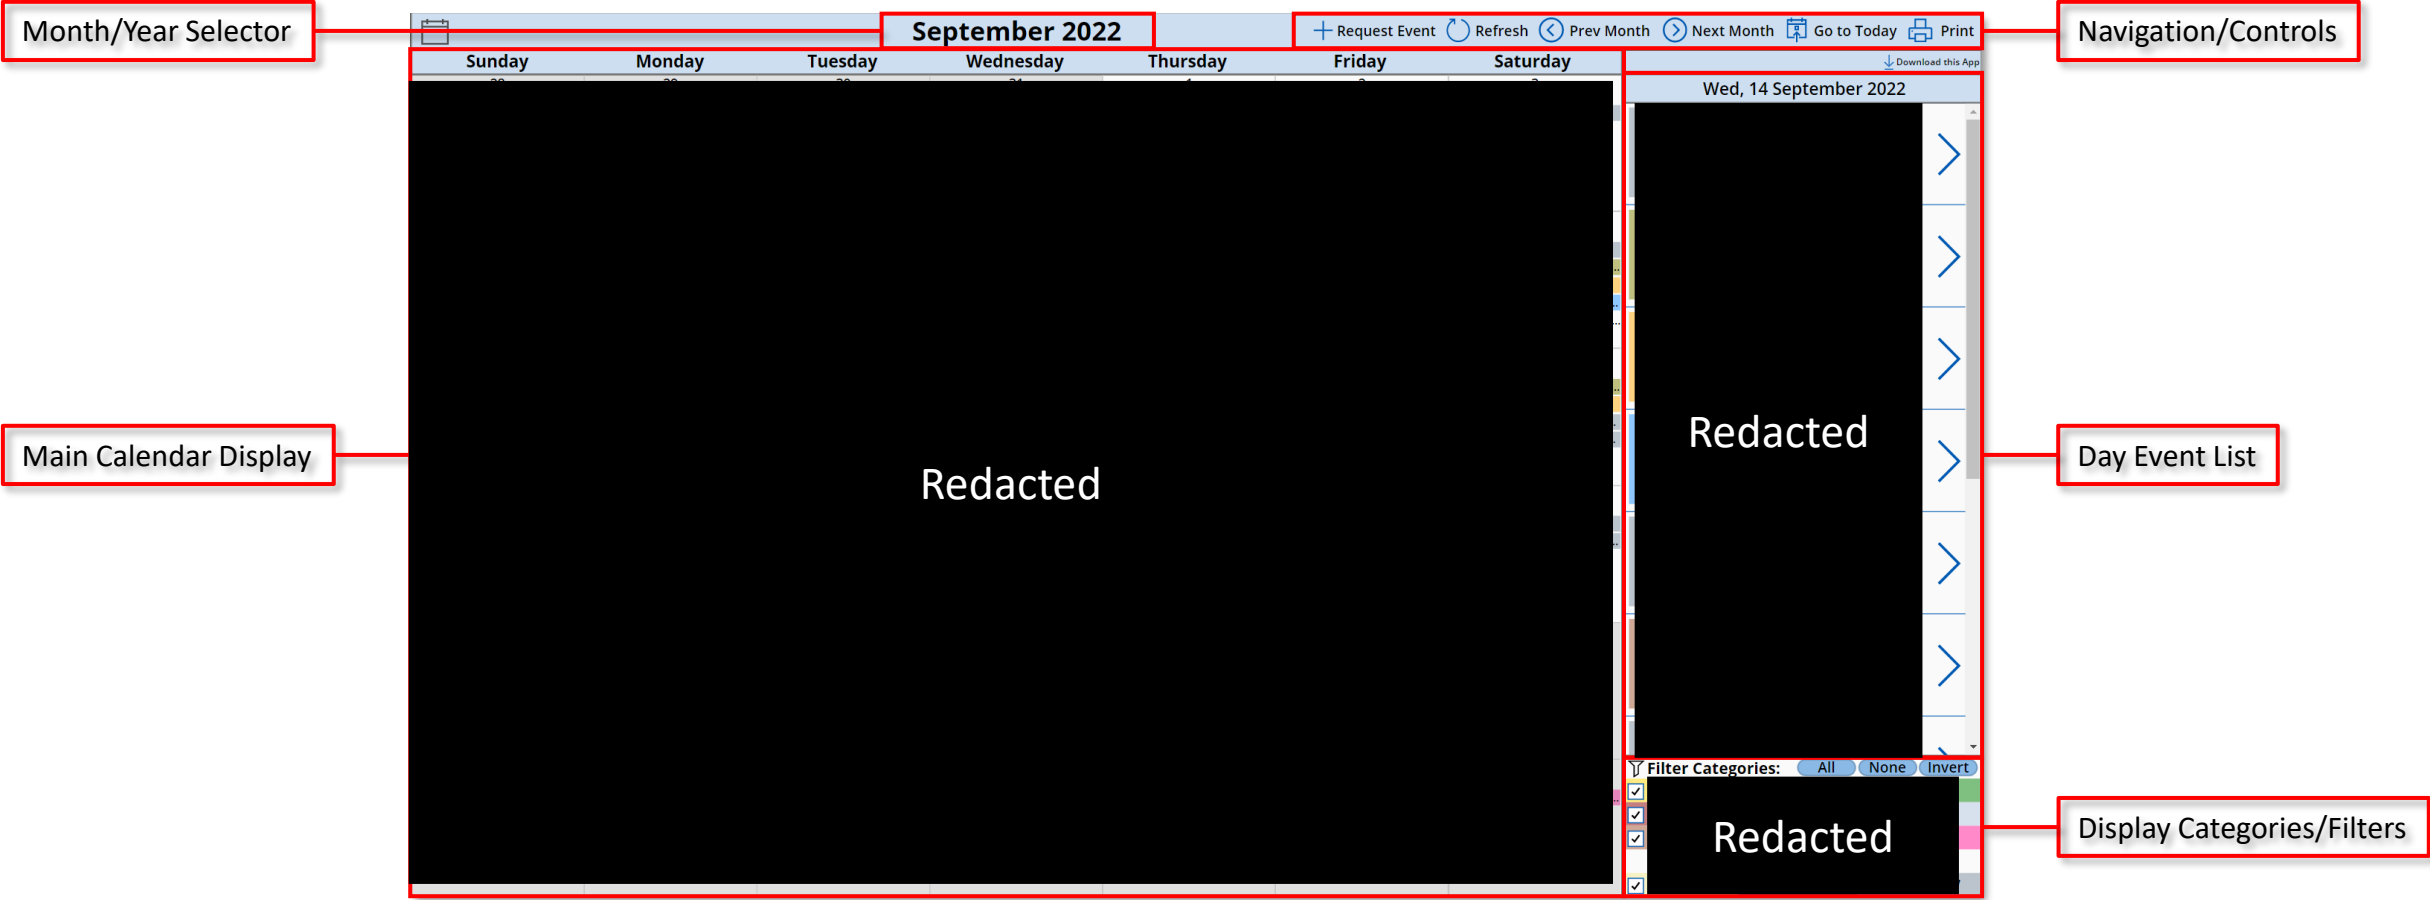 Month/Year Selector
September 2022
Request Event Refresh Prev Month Next Month Go to Today Print
Navigation/Controls
Sunday Monday Tuesday Wednesday Thursday Friday Saturday
Download this App
Wed, 14 September 2022
Main Calendar Display
Redacted
Redacted
Day Event List
Filter Categories: All None Invert
Redacted
Display Categories/Filters